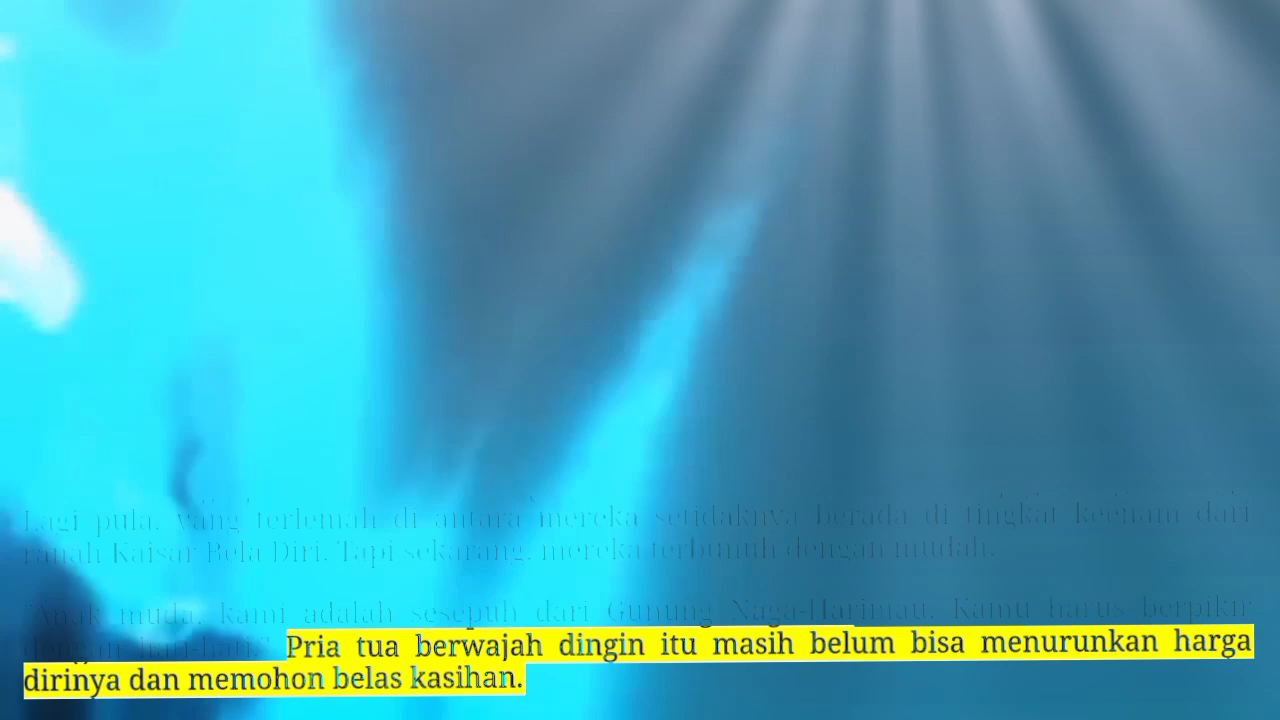 Lagi pula, yang terlemah di antara mereka setidaknya berada di tingkat keenam dari
ranah Kaisar Bela Diri. Tapi sekarang, mereka terbunuh dengan mudah.
"Anak muda, kami adalah sesepuh dari Gunung Naga-Harimau. Kamu harus berpikir
dengan hati-hati!" Pria tua berwajah dingin itu masih belum bisa menurunkan harga
dirinya dan memohon belas kasihan.